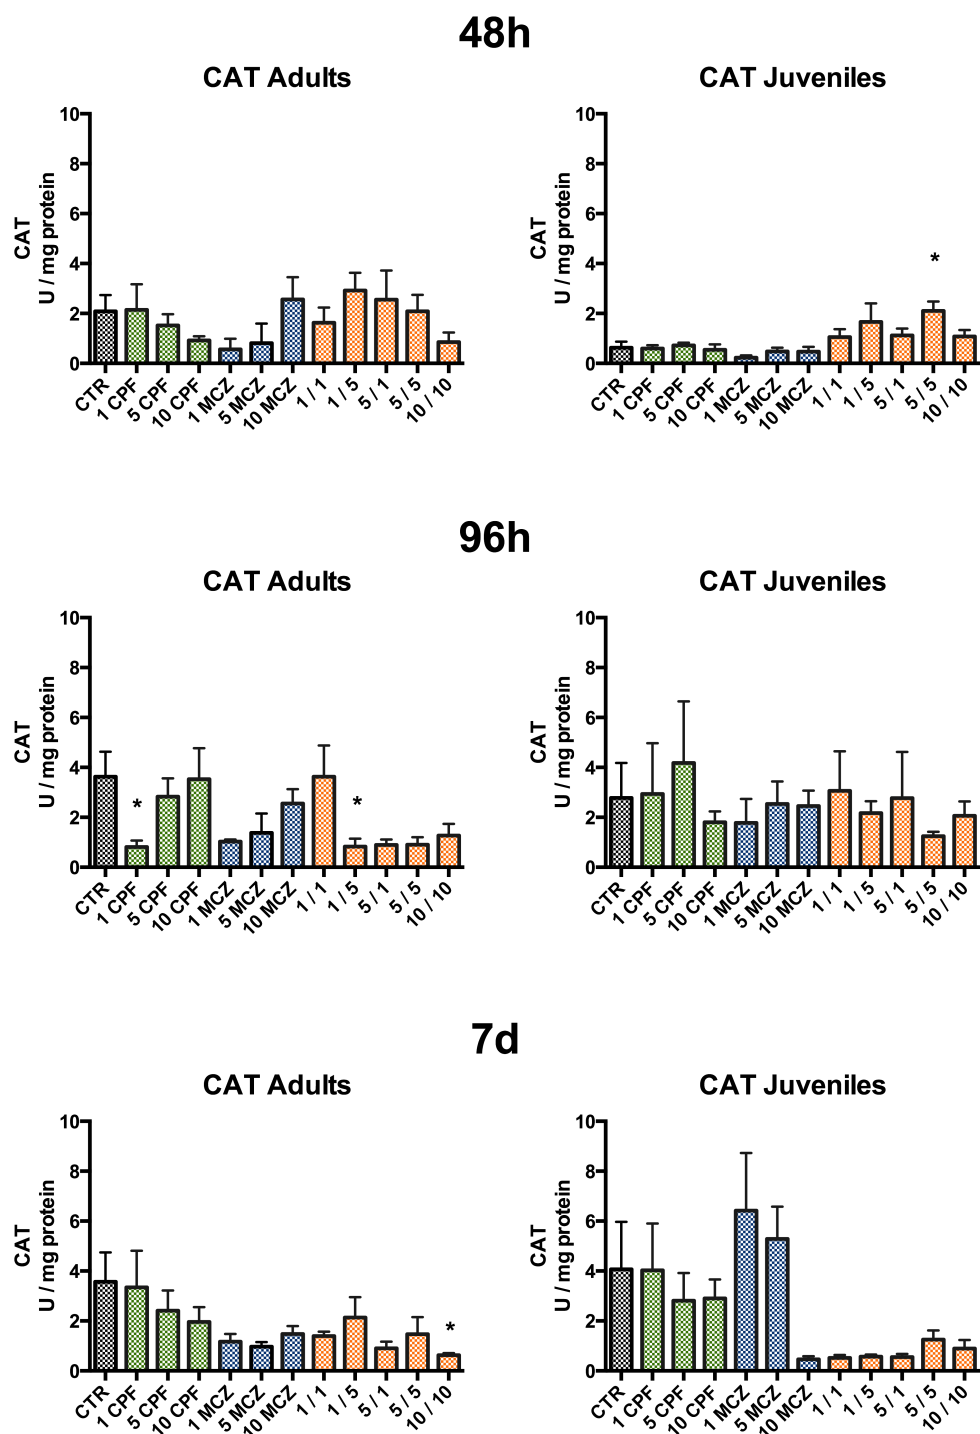 48h
CAT Adults
CAT
U / mg protein
10
8
6
4
2
0
CTR
1 CPF
5 CPF
10 CPF
1 MCZ
5 MCZ
10 MCZ
1 / 1
1 / 5
5 / 1
5 / 5
10 / 10
CAT Juveniles
CAT
U / mg protein
10
8
6
4
2
0
*
CTR
1 CPF
5 CPF
10 CPF
1 MCZ
5 MCZ
10 MCZ
1 / 1
1 / 5
5 / 1
5 / 5
10 / 10
96h
CAT Adults
CAT
U / mg protein
10
8
6
4
2
0
*
*
CTR
1 CPF
5 CPF
10 CPF
1 MCZ
5 MCZ
10 MCZ
1 / 1
1 / 5
5 / 1
5 / 5
10 / 10
CAT Juveniles
CAT
U / mg protein
10
8
6
4
2
0
CTR
1 CPF
5 CPF
10 CPF
1 MCZ
5 MCZ
10 MCZ
1 / 1
1 / 5
5 / 1
5 / 5
10 / 10
7d
CAT Adults
CAT
U / mg protein
10
8
6
4
2
0
*
CTR
1 CPF
5 CPF
10 CPF
1 MCZ
5 MCZ
10 MCZ
1 / 1
1 / 5
5 / 1
5 / 5
10 / 10
CAT Juveniles
CAT
U / mg protein
10
8
6
4
2
0
CTR
1 CPF
5 CPF
10 CPF
1 MCZ
5 MCZ
10 MCZ
1 / 1
1 / 5
5 / 1
5 / 5
10 / 10